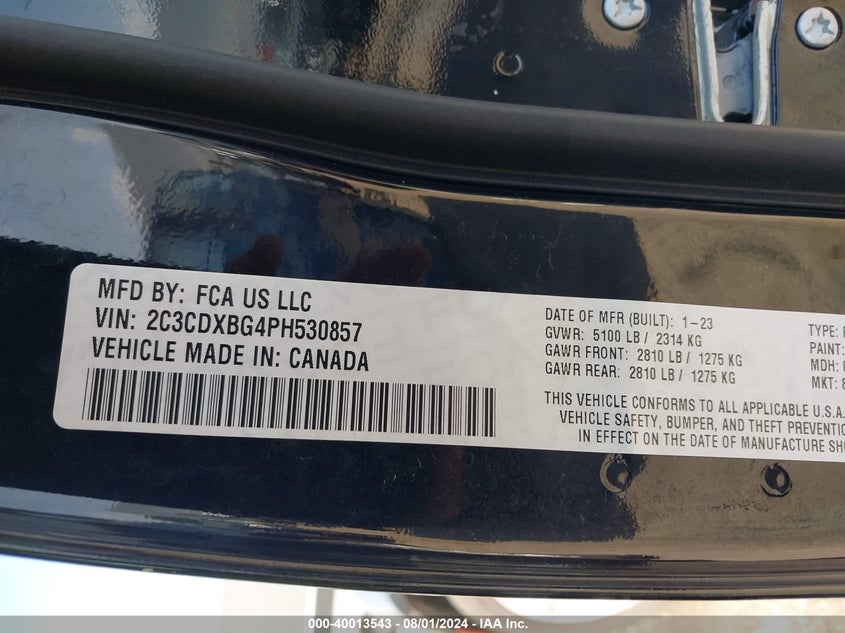 MFD BY: FCA US LLC
VIN: 2C3CDXBG4PH530857
VEHICLE MADE IN: CANADA
DATE OF MFR (BUILT): 1-23
GVWR: 5100 LB / 2314 KG
GAWR FRONT: 2810 LB / 1275 KG
GAWR REAR: 2810 LB / 1275 KG
TYPE:
PAINT:
MDH:
MKT:
THIS VEHICLE CONFORMS TO ALL APPLICABLE U.S.A.
VEHICLE SAFETY, BUMPER, AND THEFT PREVENTIO
IN EFFECT ON THE DATE OF MANUFACTURE SHO
000-40013543 / 08/01/2024 - IAA Inc.